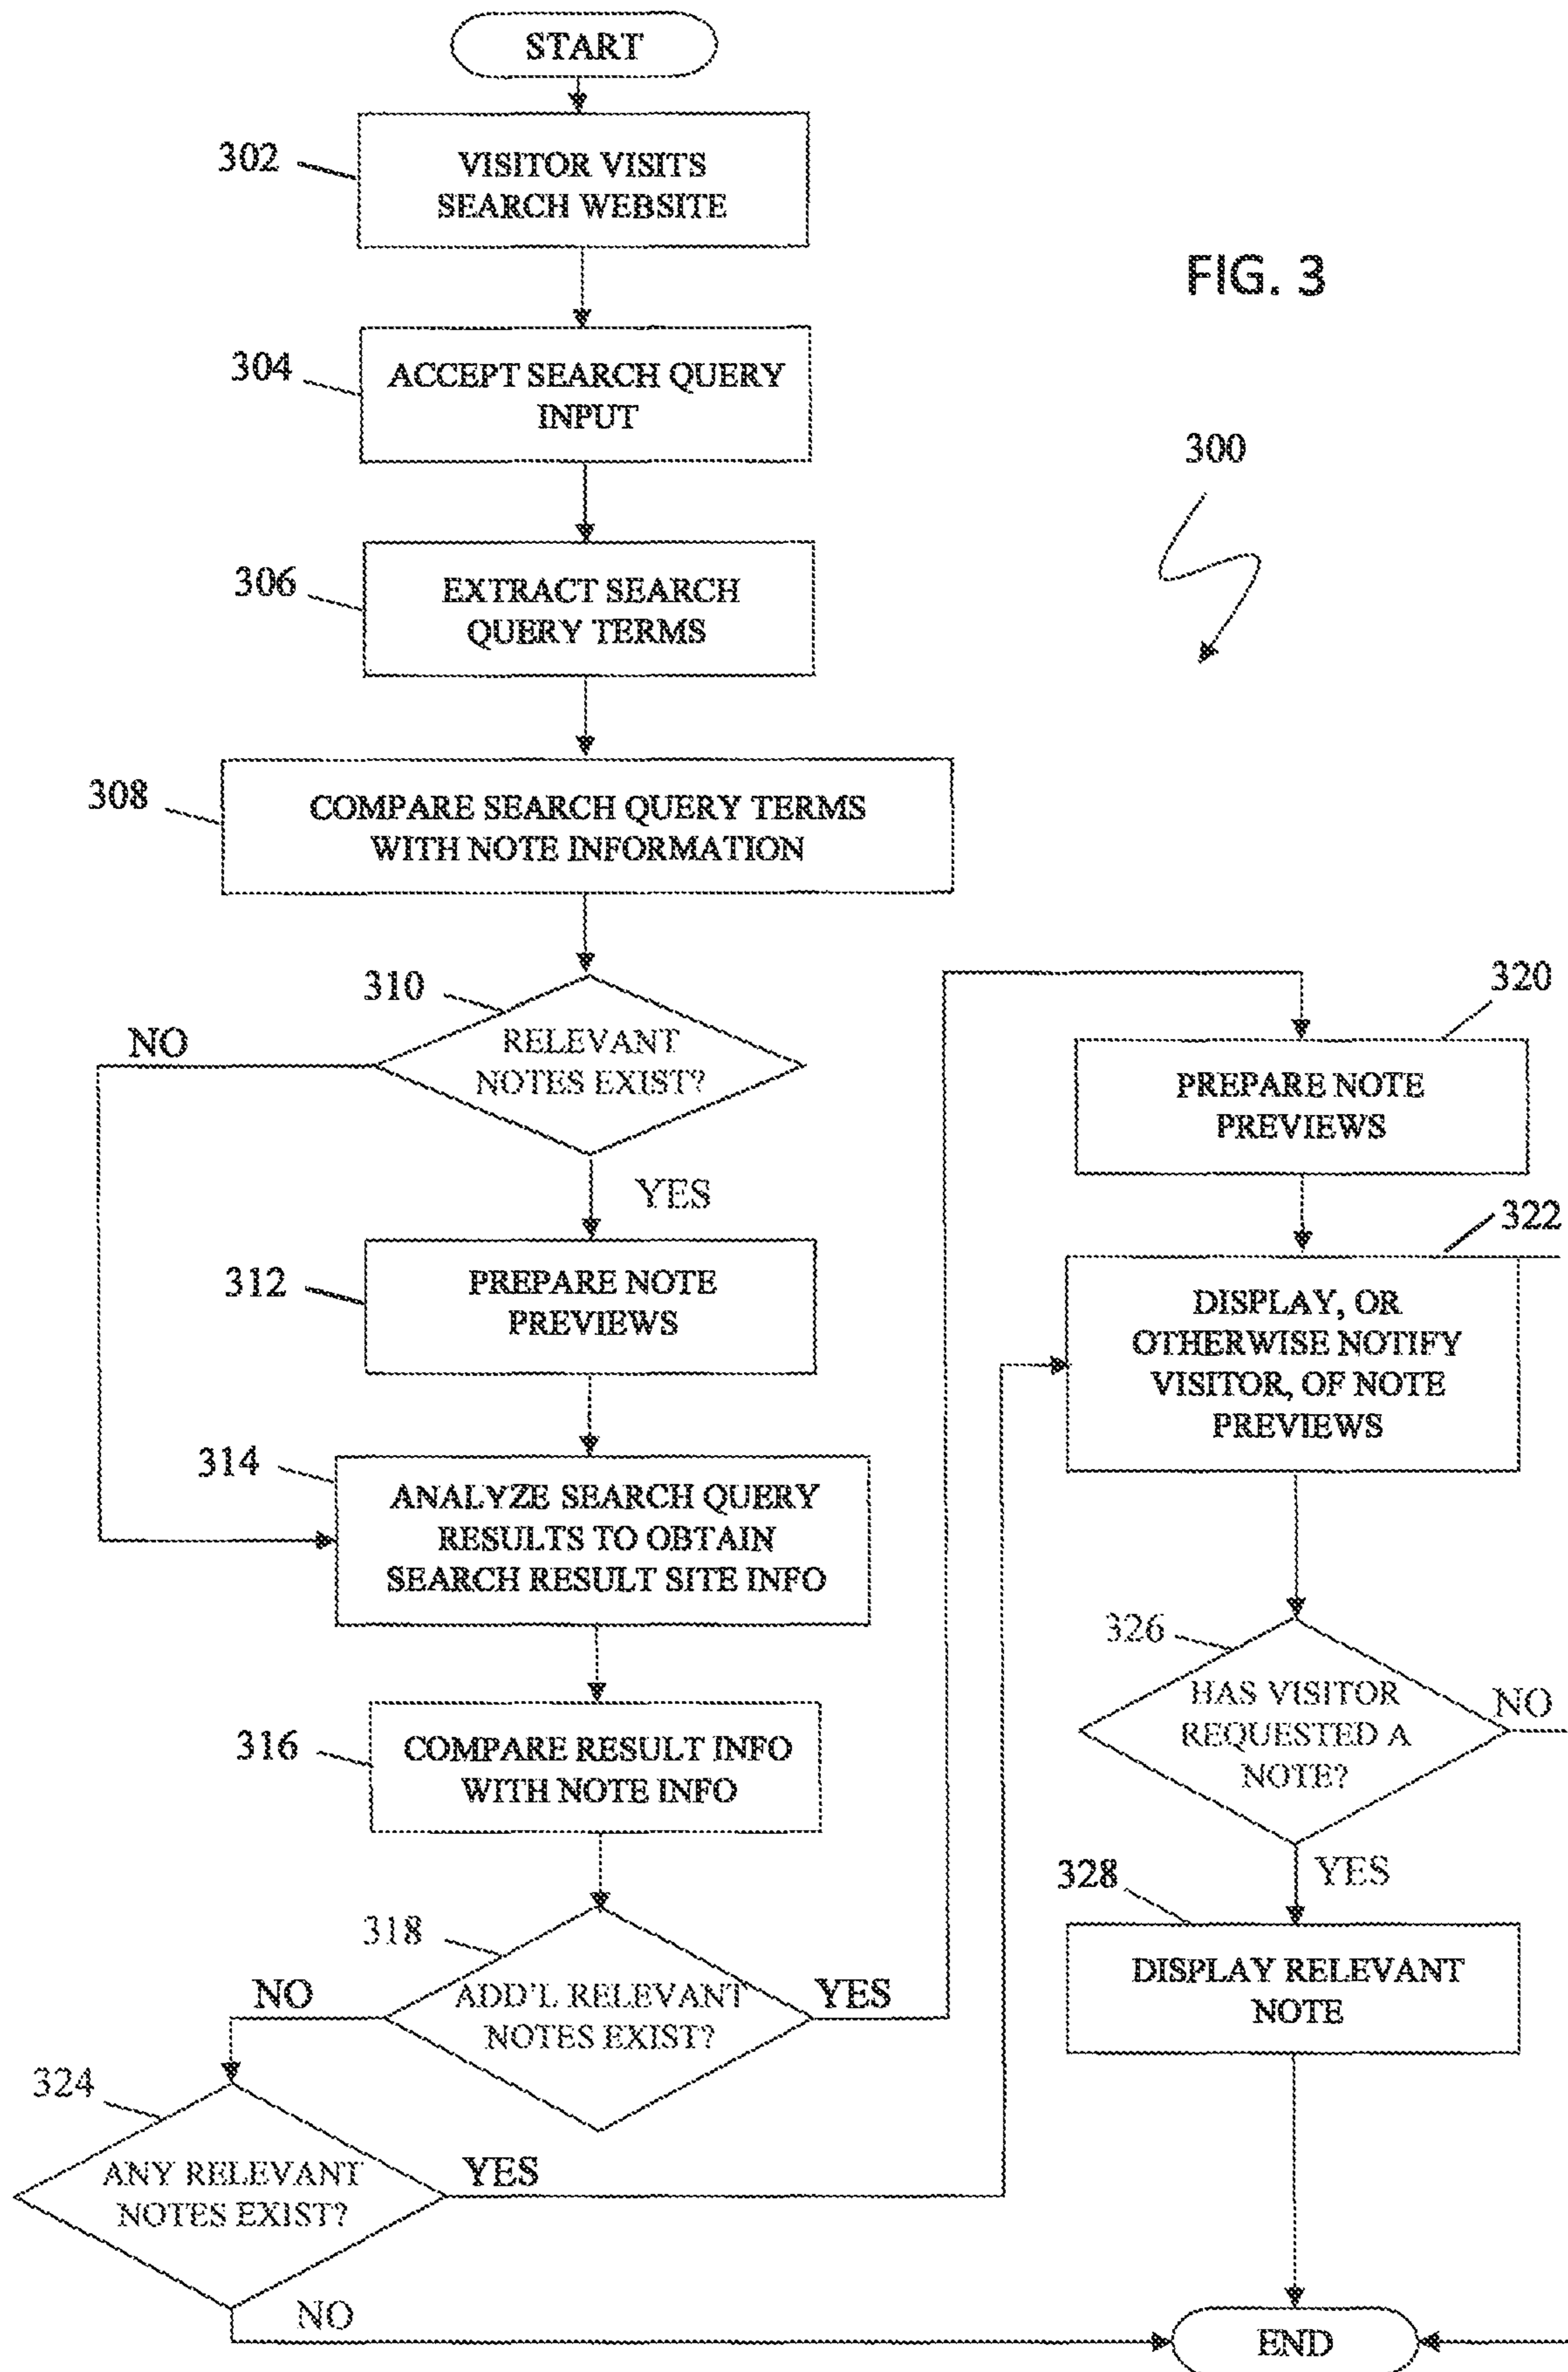 START
302
VISITOR VISITS
SEARCH WEBSITE
FIG. 3
304
ACCEPT SEARCH QUERY
INPUT
300
306
EXTRACT SEARCH
QUERY TERMS
308
COMPARE SEARCH QUERY TERMS
WITH NOTE INFORMATION
310
RELEVANT
NOTES EXIST?
NO
YES
312
PREPARE NOTE
PREVIEWS
314
ANALYZE SEARCH QUERY
RESULTS TO OBTAIN
SEARCH RESULT SITE INFO
316
COMPARE RESULT INFO
WITH NOTE INFO
318
ADD'L RELEVANT
NOTES EXIST?
NO
YES
324
ANY RELEVANT
NOTES EXIST?
YES
NO
320
PREPARE NOTE
PREVIEWS
322
DISPLAY, OR
OTHERWISE NOTIFY
VISITOR, OF NOTE
PREVIEWS
326
HAS VISITOR
REQUESTED A
NOTE?
NO
YES
328
DISPLAY RELEVANT
NOTE
END